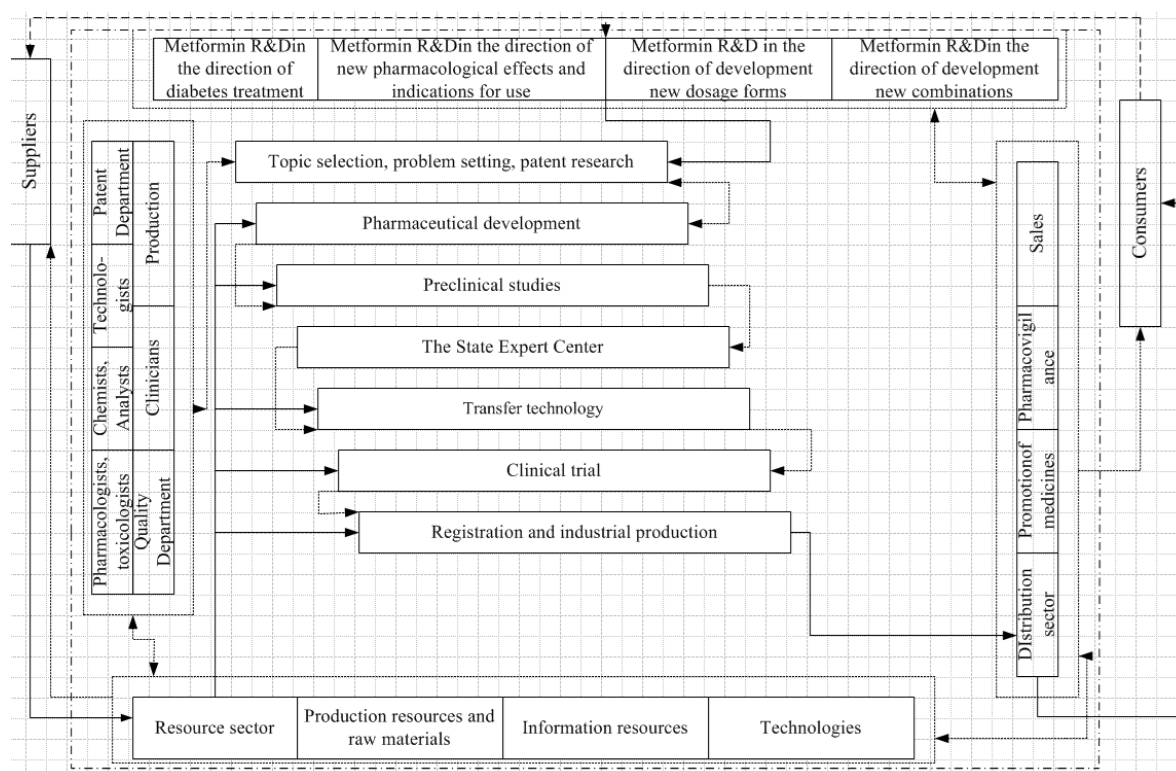 Metformin R&Din
the direction of
diabetes treatment
Metformin R&Din the direction of
new pharmacological effects and
indications for use
Metformin R&D in the
direction of development
new dosage forms
Metformin R&Din the
direction of development
new combinations
Suppliers
Patent
Department
Technolo-
gists
Chemists,
Analysts
Pharmacologists,
toxicologists
Production
Clinicians
Quality
Department
Topic selection, problem setting, patent research
Pharmaceutical development
Preclinical studies
The State Expert Center
Transfer technology
Clinical trial
Registration and industrial production
Sales
Pharmacovigil
ance
Promotionof
medicines
DIstribution
sector
Consumers
Resource sector
Production resources and
raw materials
Information resources
Technologies